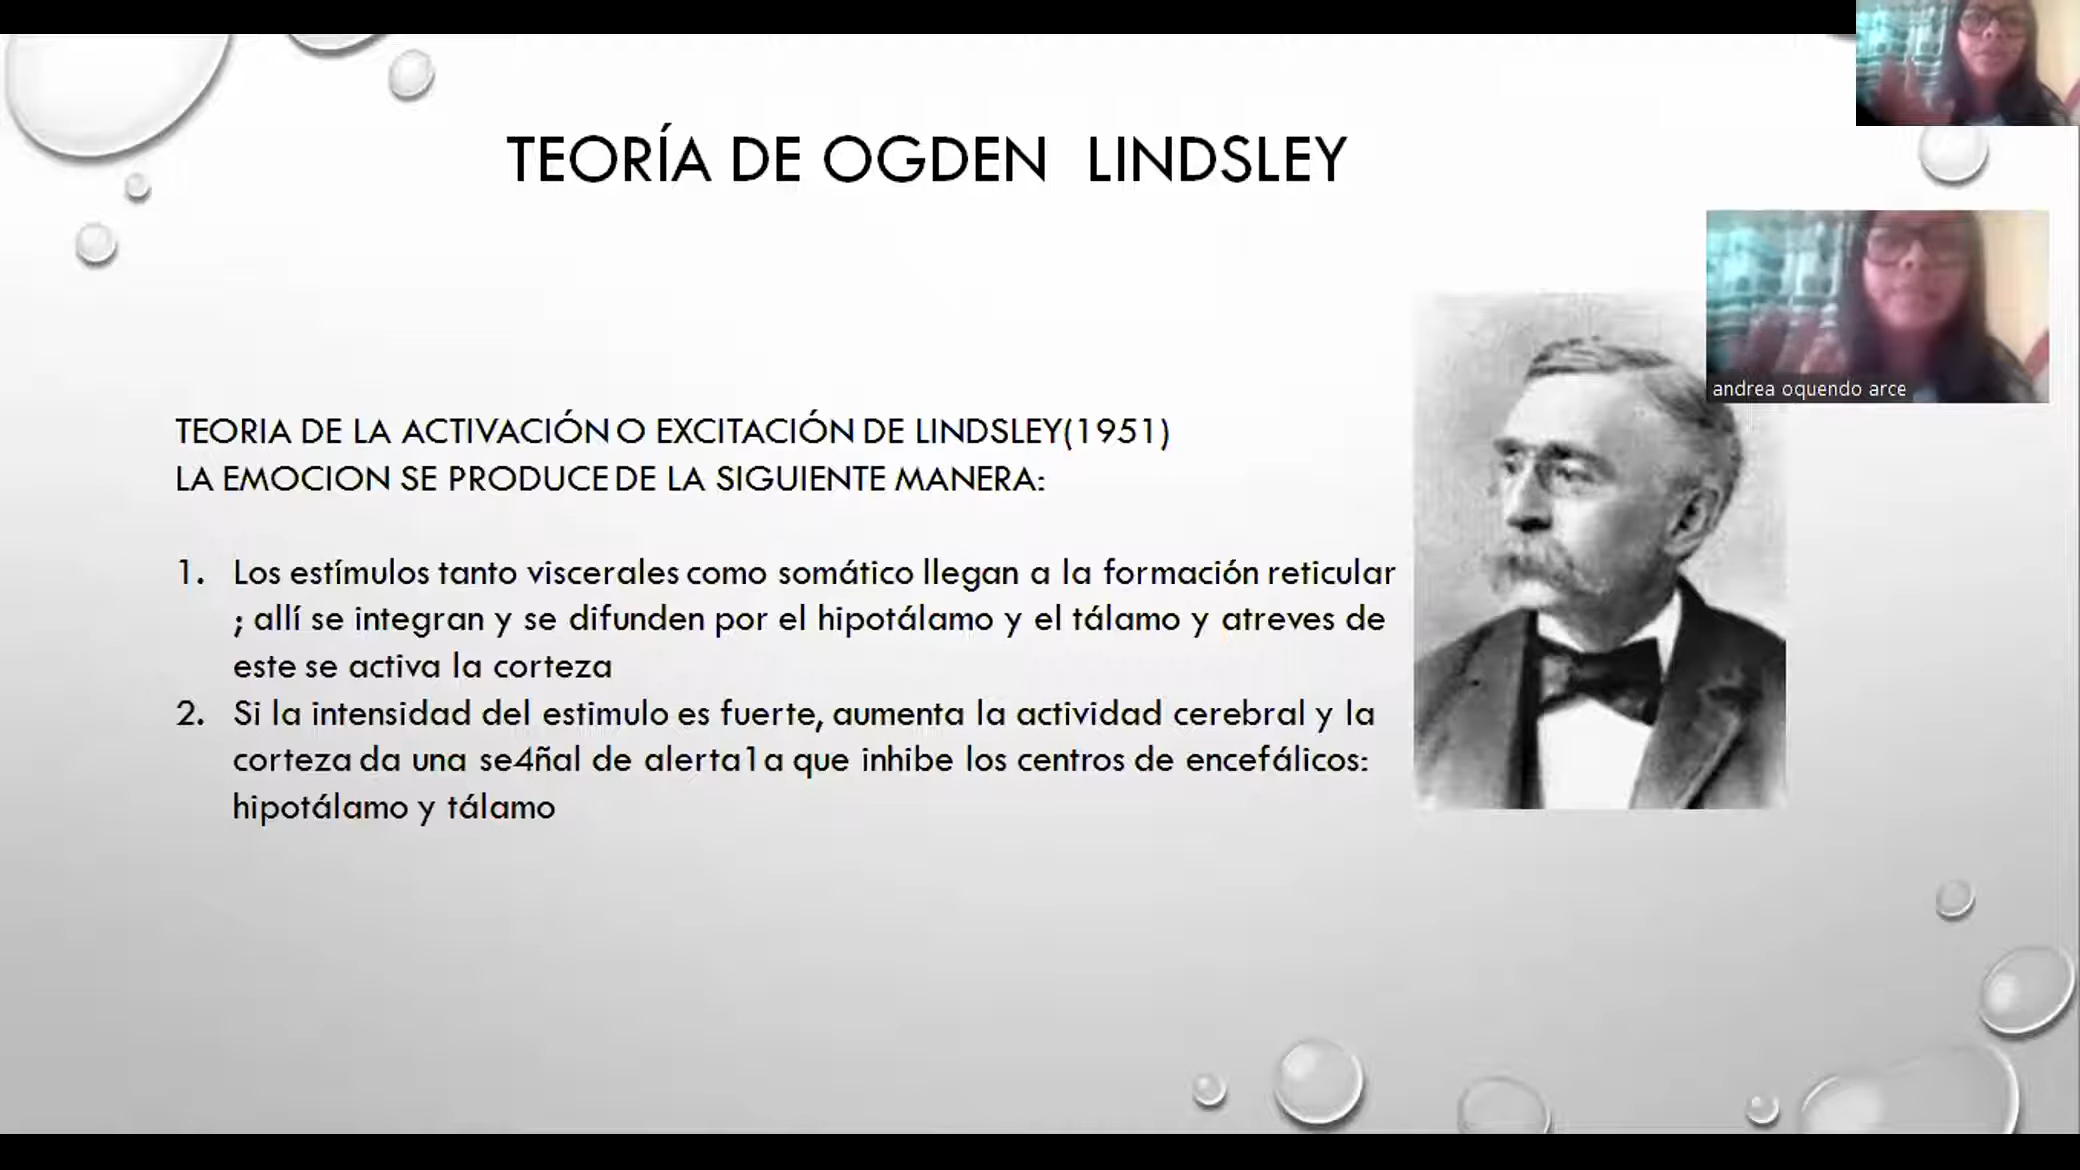 TEORÍA DE OGDEN LINDSLEY
andrea oquendo arce
TEORIA DE LA ACTIVACIÓN O EXCITACIÓN DE LINDSLEY(1951)
LA EMOCION SE PRODUCE DE LA SIGUIENTE MANERA:
1. Los estímulos tanto viscerales como somático llegan a la formación reticular
; allí se integran y se difunden por el hipotálamo y el tálamo y atreves de
este se activa la corteza
2. Si la intensidad del estimulo es fuerte, aumenta la actividad cerebral y la
corteza da una se4ñal de alerta1a que inhibe los centros de encefálicos:
hipotálamo y tálamo